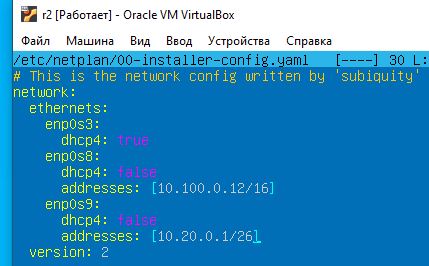 r2 [Работает] - Oracle VM VirtualBox
Файл Машина Вид Ввод Устройства Справка
/etc/netplan/00-installer-config.yaml [----] 30 L:
# This is the network config written by 'subiquity'
network:
  ethernets:
    enp0s3:
      dhcp4: true
    enp0s8:
      dhcp4: false
      addresses: [10.100.0.12/16]
    enp0s9:
      dhcp4: false
      addresses: [10.20.0.1/26]
  version: 2